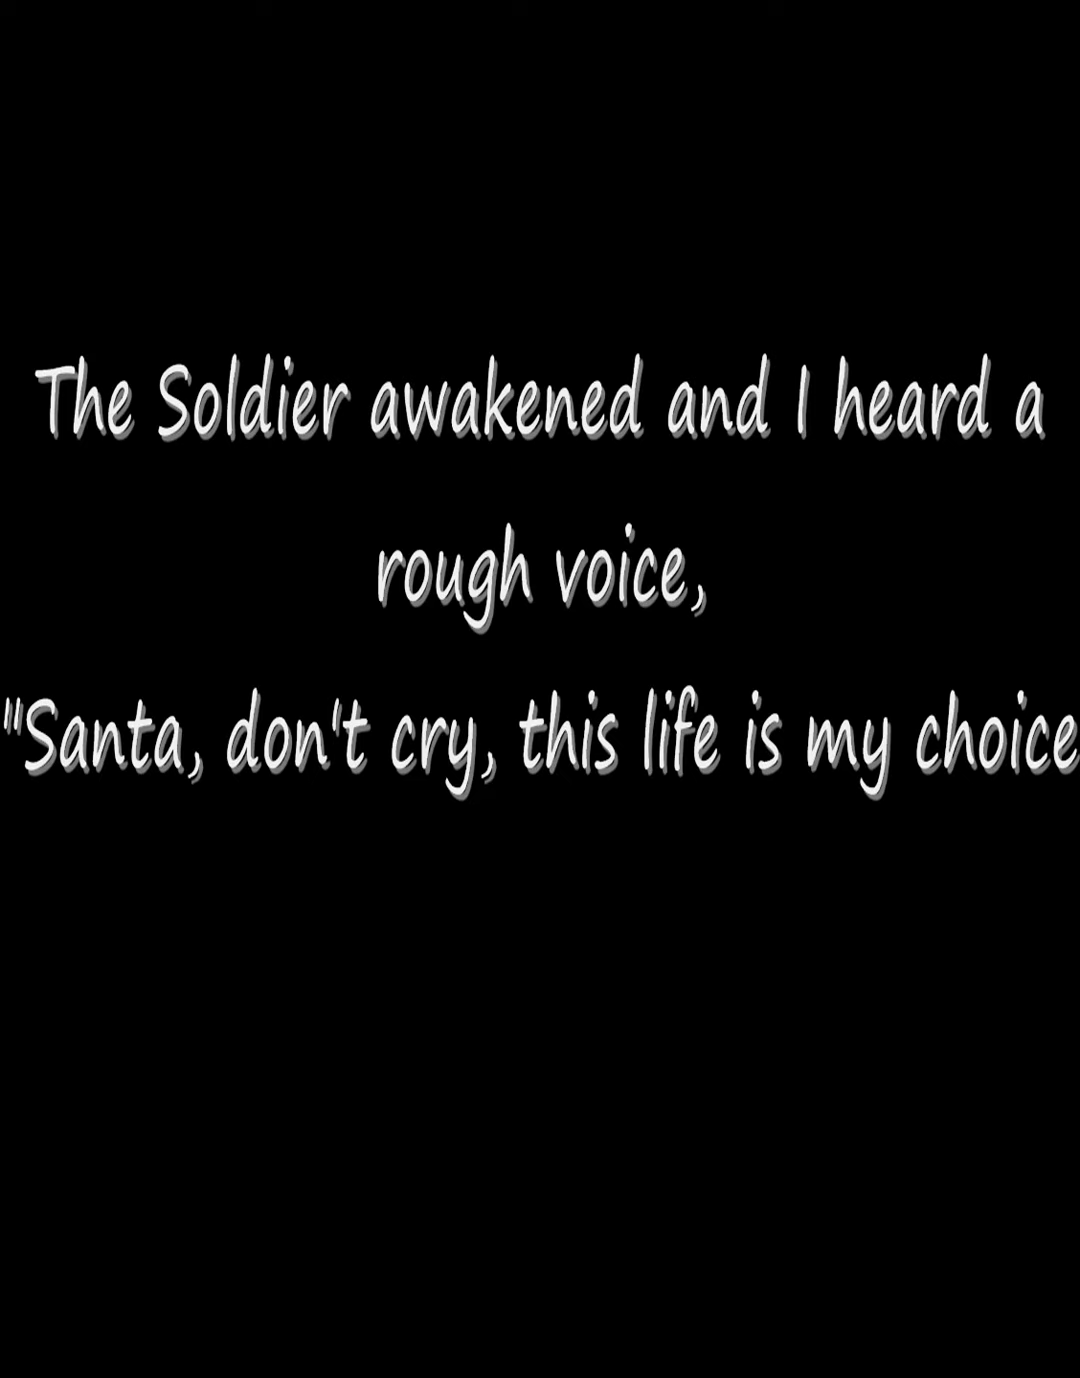 The Soldier awakened and I heard a
rough voice,
"Santa, don't cry, this life is my choice